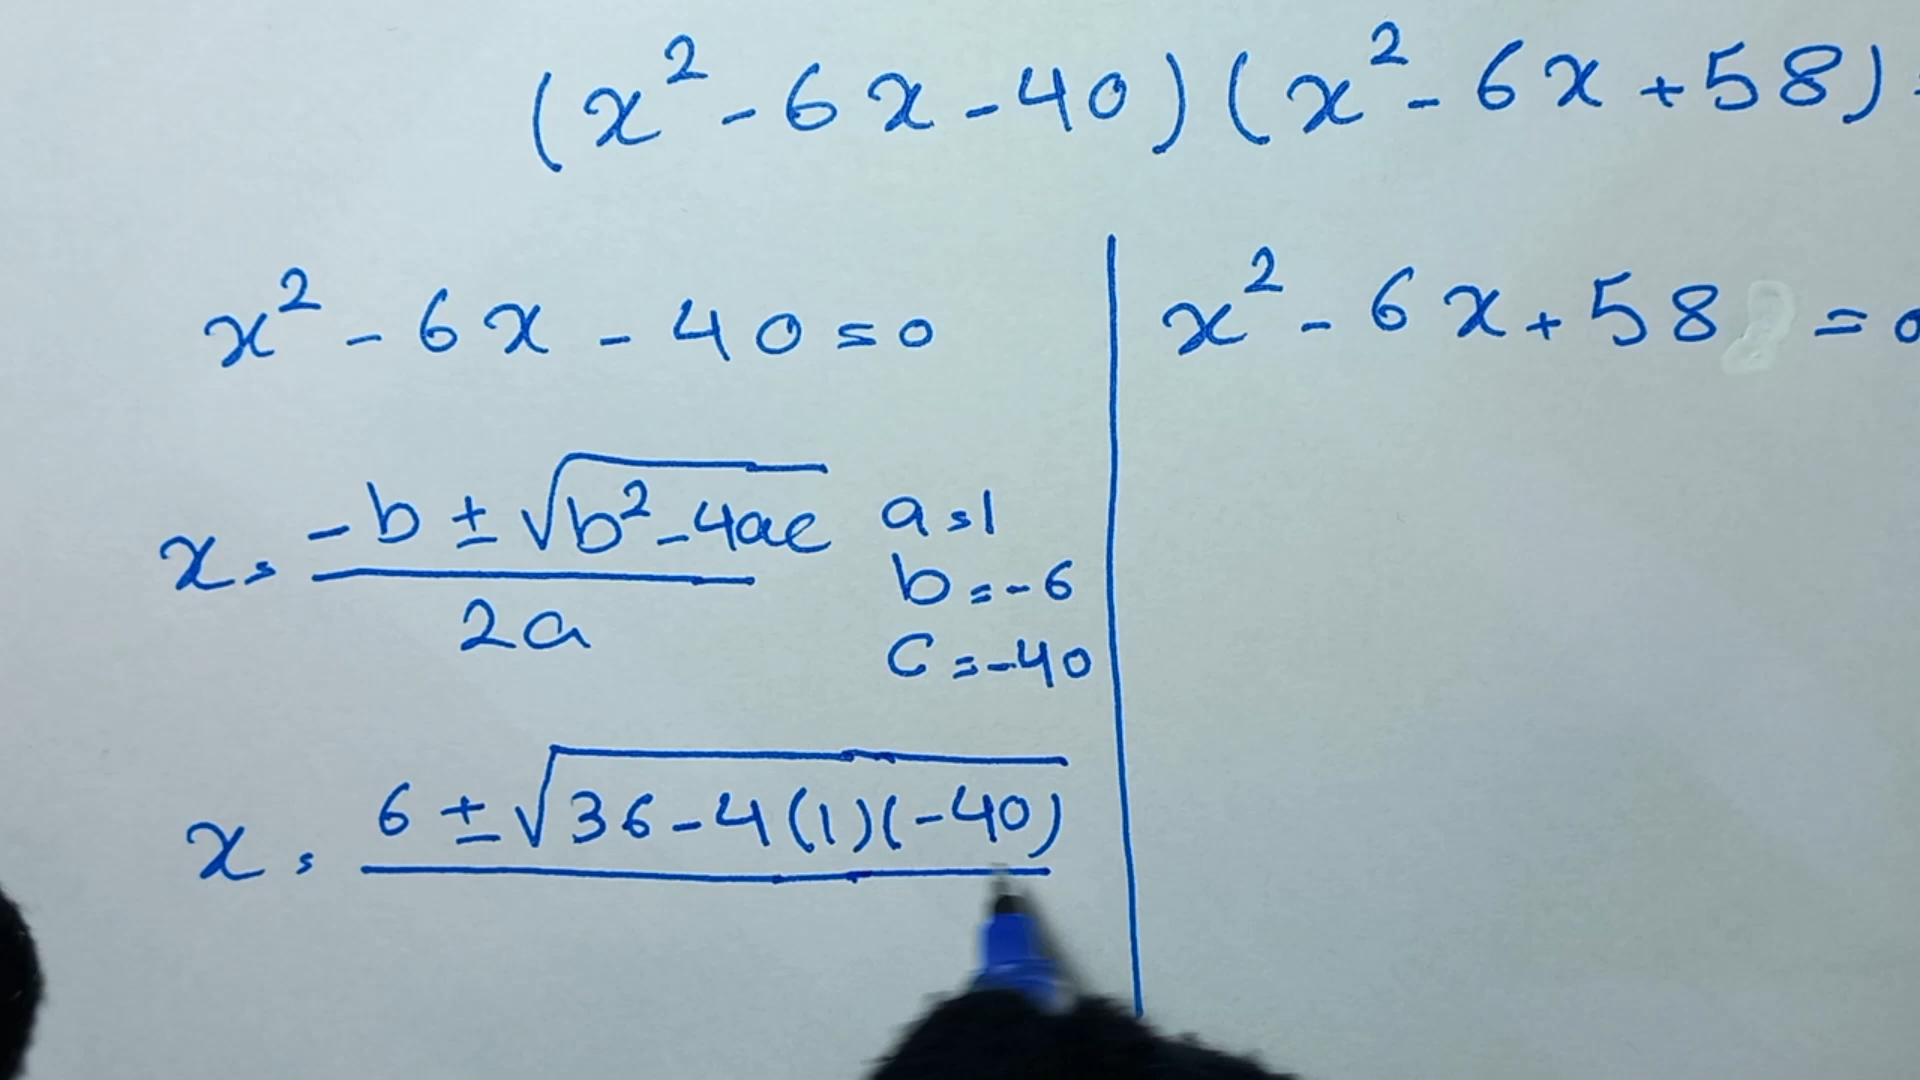 (x² - 6x - 40)(x² - 6x + 58) =
x² - 6x - 40 = 0
x = -b ± √b² - 4ac / 2a
a = 1
b = -6
c = -40
x = 6 ± √36 - 4(1)(-40)
x² - 6x + 58 = 0